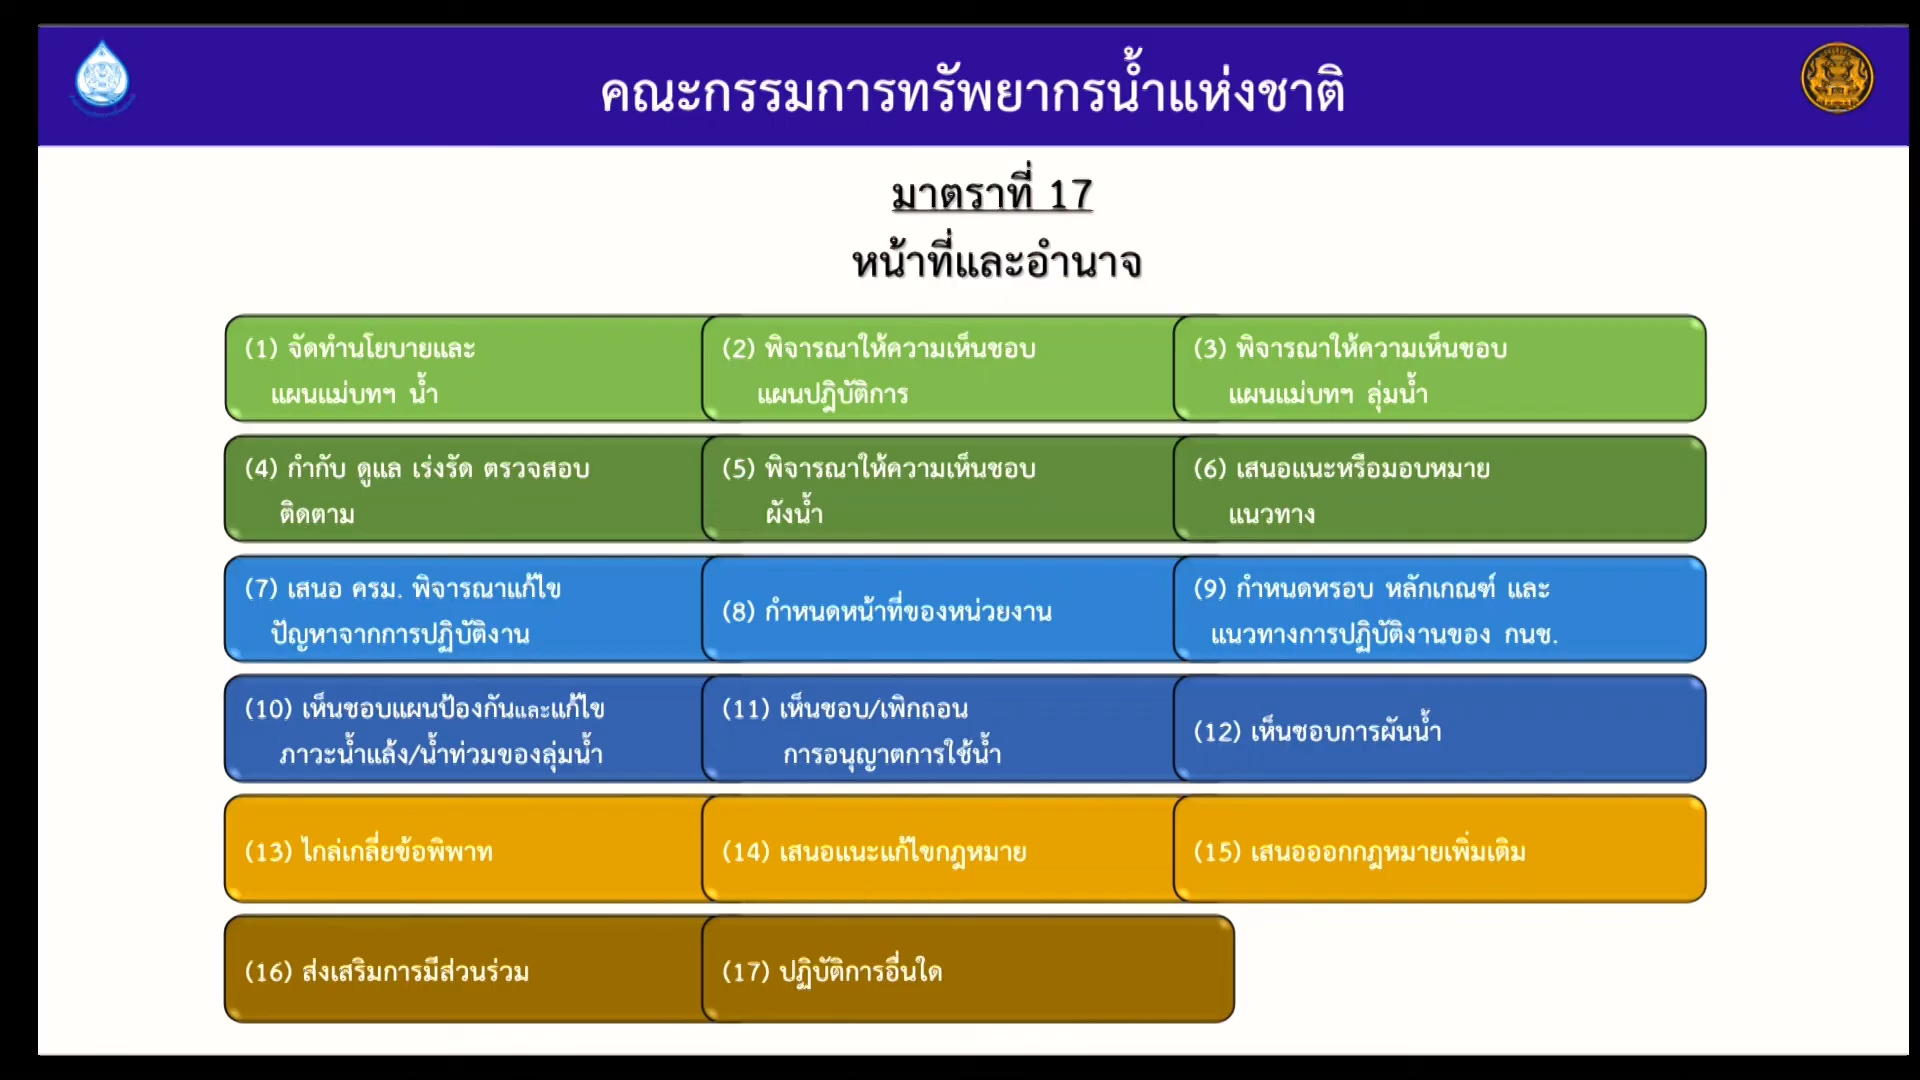 คณะกรรมการทรัพยากรน้ำแห่งชาติ
มาตราที่ 17
หน้าที่และอำนาจ
(1) จัดทำนโยบายและ
แผนแม่บทฯ น้ำ
(2) พิจารณาให้ความเห็นชอบ
แผนปฎิบัติการ
(3) พิจารณาให้ความเห็นชอบ
แผนแม่บทฯ ลุ่มน้ำ
(4) กำกับ ดูแล เร่งรัด ตรวจสอบ
ติดตาม
(5) พิจารณาให้ความเห็นชอบ
ผังน้ำ
(6) เสนอแนะหรือมอบหมาย
แนวทาง
(7) เสนอ ครม. พิจารณาแก้ไข
ปัญหาจากการปฏิบัติงาน
(8) กำหนดหน้าที่ของหน่วยงาน
(9) กำหนดหรอบ หลักเกณฑ์ และ
แนวทางการปฏิบัติงานของ กนช.
(10) เห็นชอบแผนป้องกันและแก้ไข
ภาวะน้ำแล้ง/น้ำท่วมของลุ่มน้ำ
(11) เห็นชอบ/เพิกถอน
การอนุญาตการใช้น้ำ
(12) เห็นชอบการผันน้ำ
(13) ไกล่เกลี่ยข้อพิพาท
(14) เสนอแนะแก้ไขกฎหมาย
(15) เสนอออกกฎหมายเพิ่มเติม
(16) ส่งเสริมการมีส่วนร่วม
(17) ปฏิบัติการอื่นใด